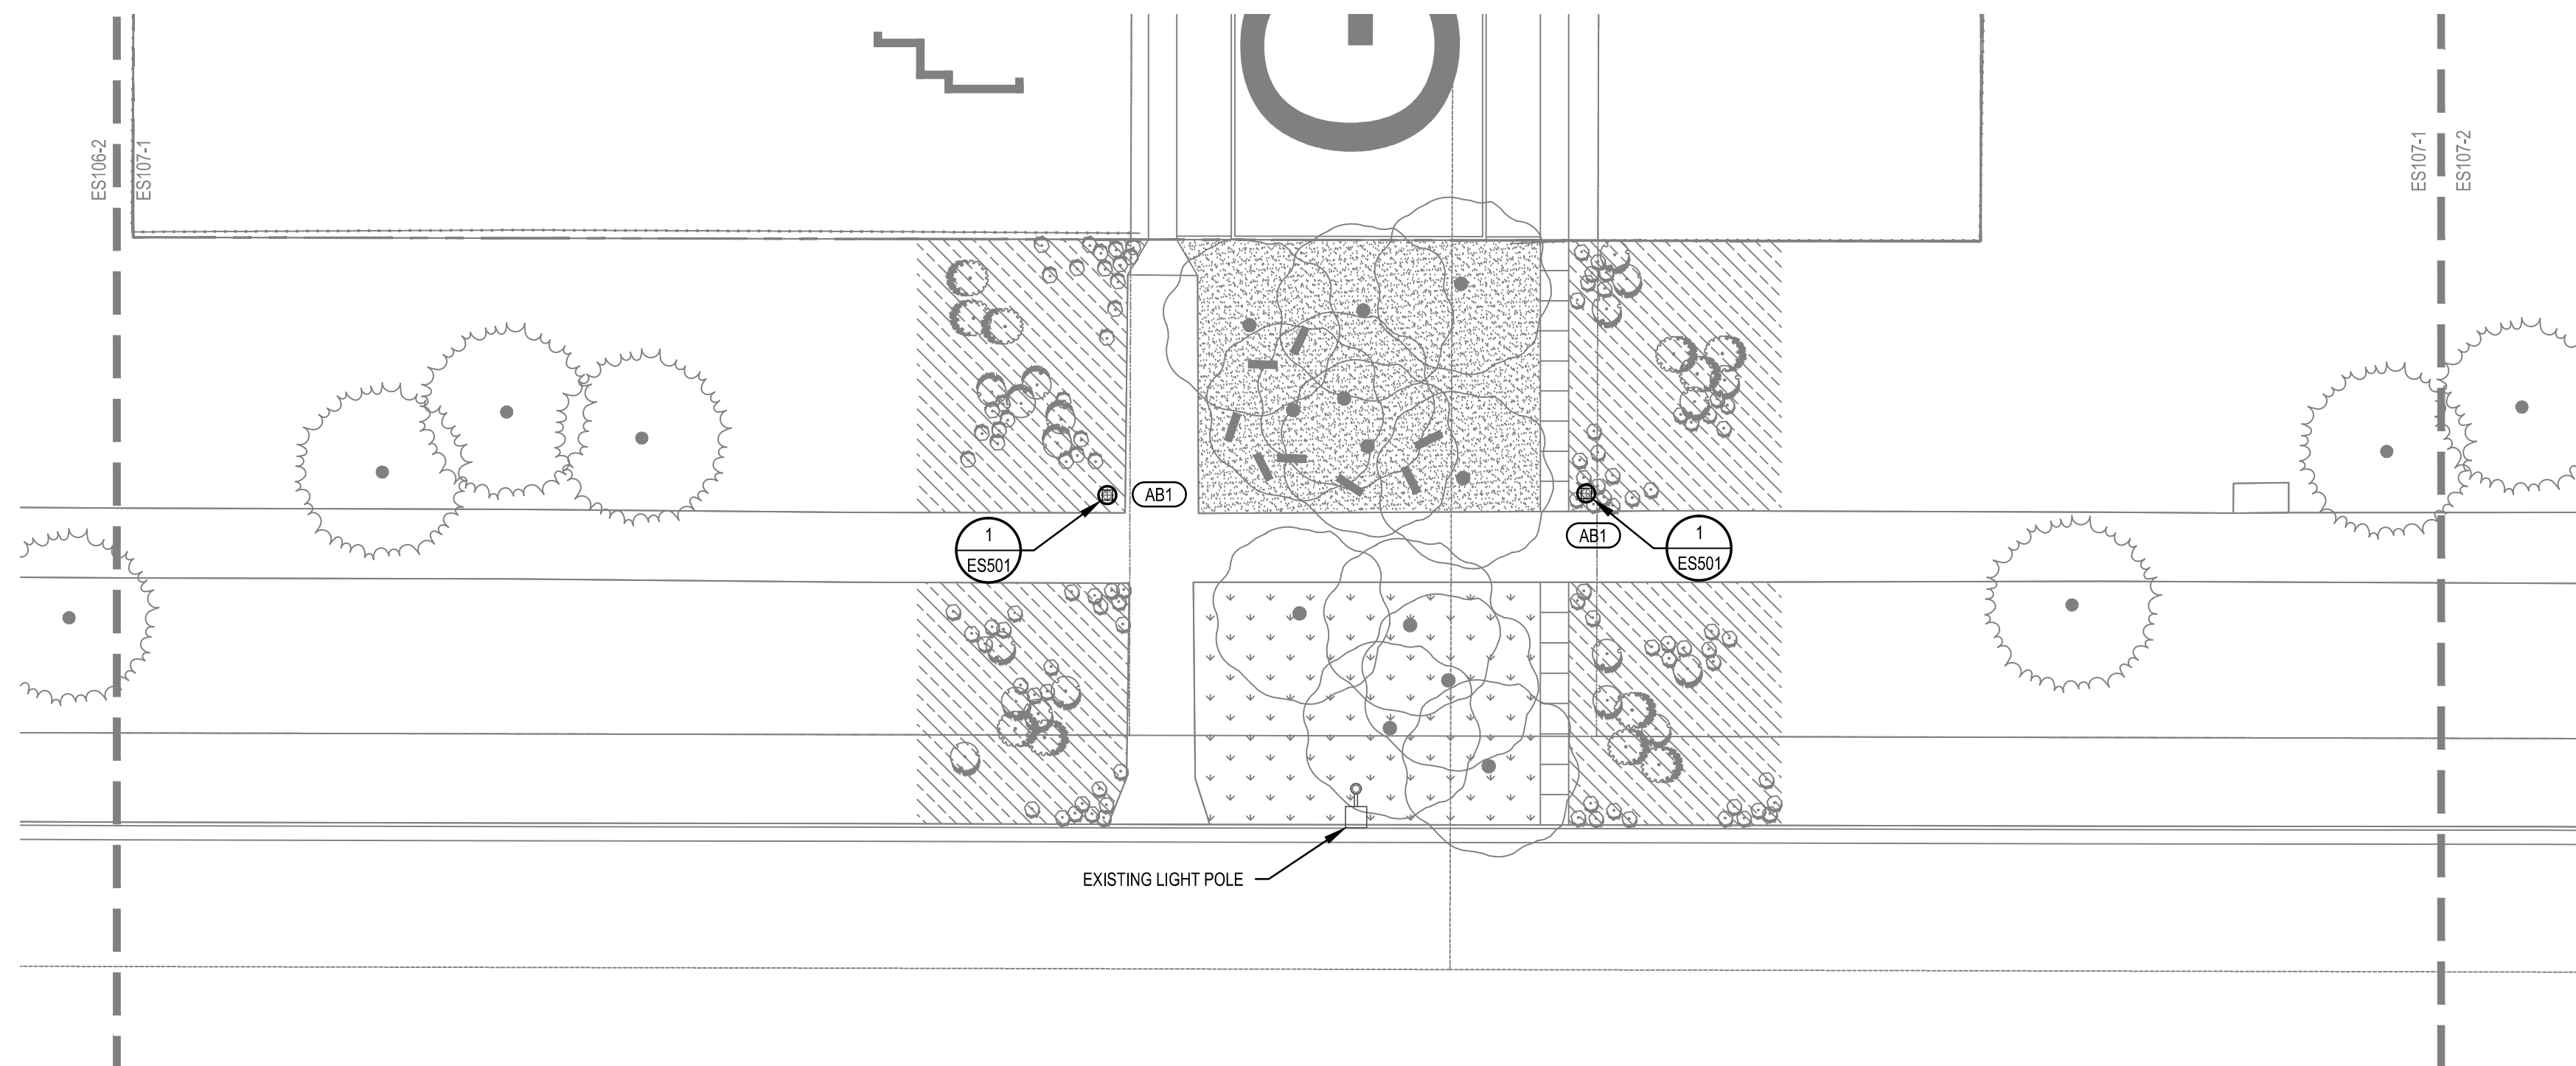 ES106-2
ES107-1
ES107-1
ES107-2
AB1
1
ES501
AB1
1
ES501
EXISTING LIGHT POLE